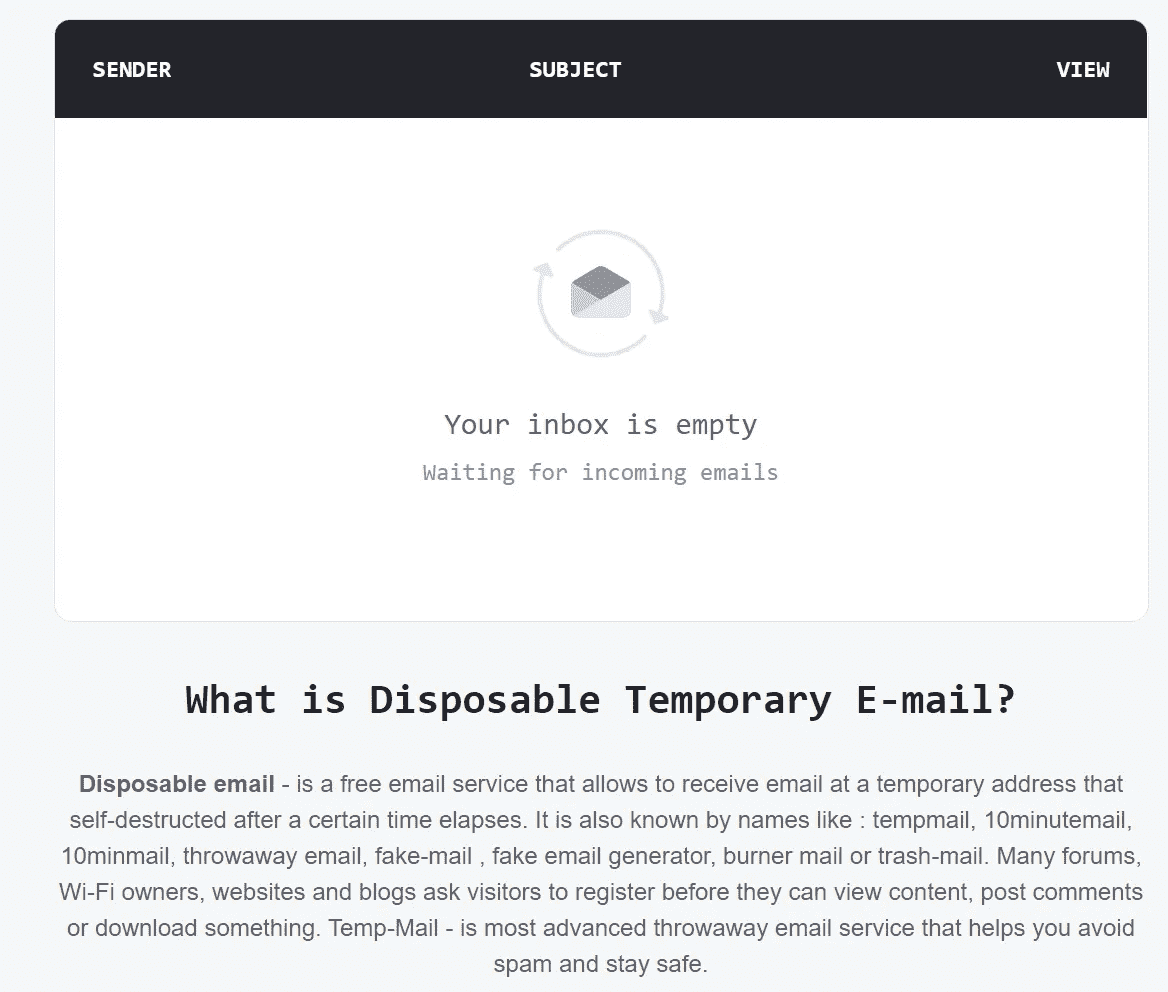 SENDER SUBJECT VIEW
Your inbox is empty
Waiting for incoming emails
What is Disposable Temporary E-mail?
Disposable email - is a free email service that allows to receive email at a temporary address that
self-destructed after a certain time elapses. It is also known by names like : tempmail, 10minutemail,
10minmail, throwaway email, fake-mail , fake email generator, burner mail or trash-mail. Many forums,
Wi-Fi owners, websites and blogs ask visitors to register before they can view content, post comments
or download something. Temp-Mail - is most advanced throwaway email service that helps you avoid
spam and stay safe.